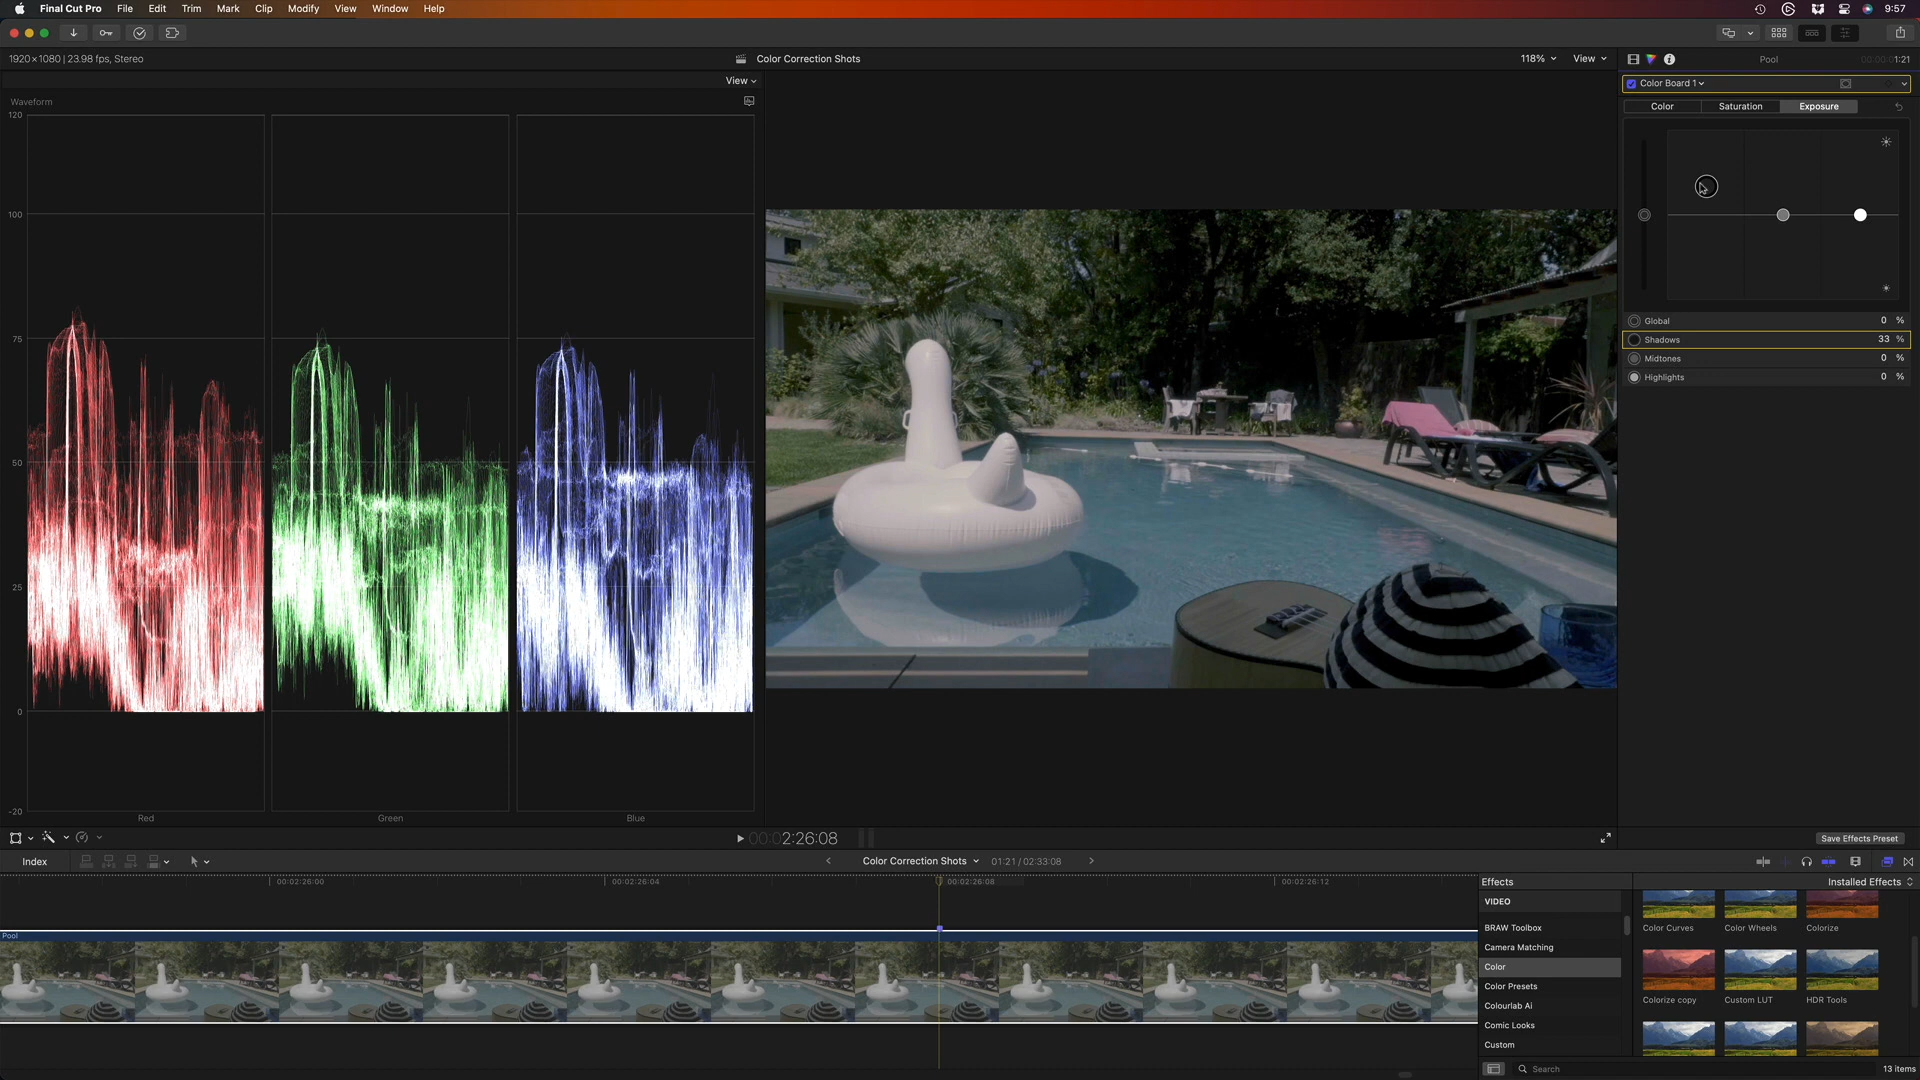 Final Cut Pro File Edit Trim Mark Clip Modify View Window Help 9:57
1920×1080 | 23.98 fps, Stereo
Color Correction Shots
118% View
Pool
1:21
View
Color Board 1
Waveform
Color Saturation Exposure
120
100
75
50
25
0
-20
Global 0 %
Shadows 33 %
Midtones 0 %
Highlights 0 %
Red Green Blue
00:02:26:08
Save Effects Preset
Index
Color Correction Shots 01:21 / 02:33:08
00:02:26:00 00:02:26:04 00:02:26:08 00:02:26:12
Pool
Effects
Installed Effects
VIDEO
BRAW Toolbox
Camera Matching
Color
Color Presets
Colourlab Ai
Comic Looks
Custom
Color Curves Color Wheels Colorize
Colorize copy Custom LUT HDR Tools
Search
13 items